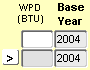 WPD Base
(BTU) Year
2004
> 2004